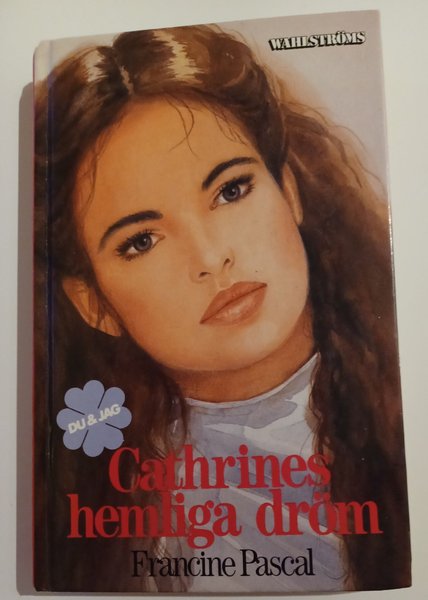 WAHLSTRÖMS
DU & JAG
Cathrines
hemliga dröm
Francine Pascal